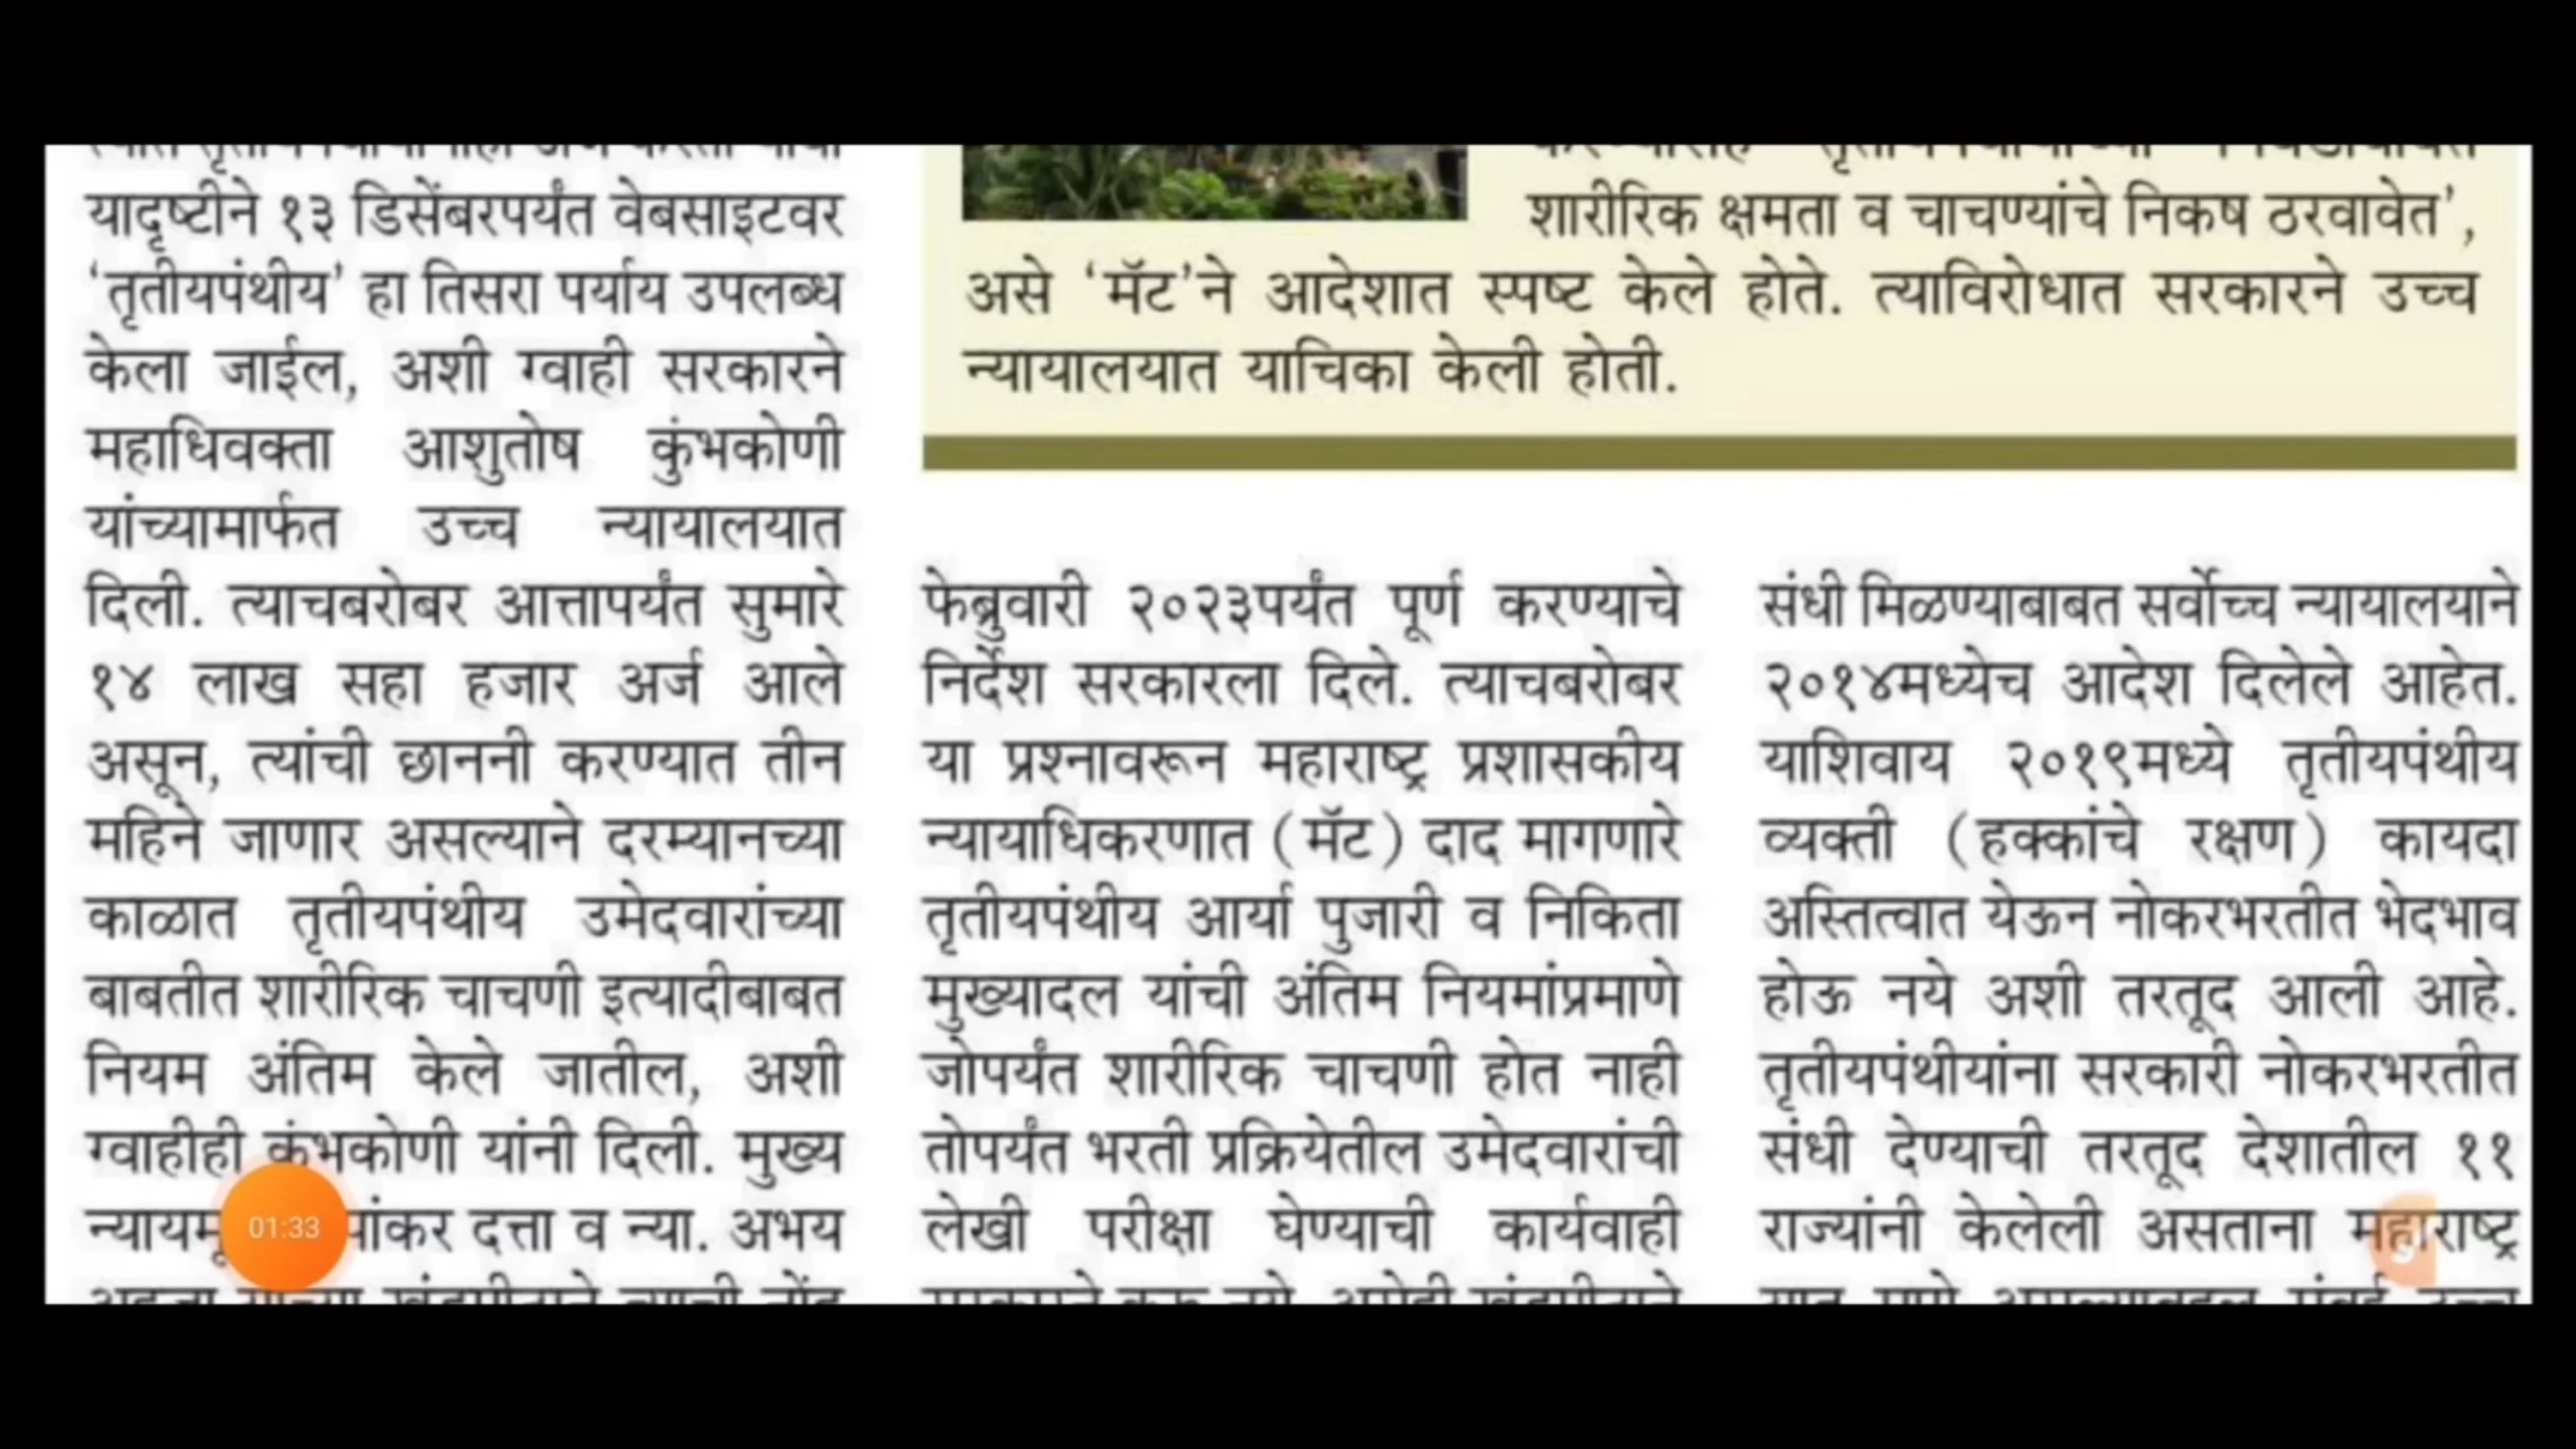 यादृष्टीने १३ डिसेंबरपर्यंत वेबसाइटवर
‘तृतीयपंथीय’ हा तिसरा पर्याय उपलब्ध
केला जाईल, अशी ग्वाही सरकारने
महाधिवक्ता आशुतोष कुंभकोणी
यांच्यामार्फत उच्च न्यायालयात
दिली. त्याचबरोबर आत्तापर्यंत सुमारे
१४ लाख सहा हजार अर्ज आले
असून, त्यांची छाननी करण्यात तीन
महिने जाणार असल्याने दरम्यानच्या
काळात तृतीयपंथीय उमेदवारांच्या
बाबतीत शारीरिक चाचणी इत्यादीबाबत
नियम अंतिम केले जातील, अशी
ग्वाहीही कुंभकोणी यांनी दिली. मुख्य
दत्ता व न्या. अभय
शारीरिक क्षमता व चाचण्यांचे निकष ठरवावेत’,
असे ‘मॅट’ने आदेशात स्पष्ट केले होते. त्याविरोधात सरकारने उच्च
न्यायालयात याचिका केली होती.
फेब्रुवारी २०२३पर्यंत पूर्ण करण्याचे
निर्देश सरकारला दिले. त्याचबरोबर
या प्रश्नावरून महाराष्ट्र प्रशासकीय
न्यायाधिकरणात (मॅट) दाद मागणारे
तृतीयपंथीय आर्या पुजारी व निकिता
मुख्यादल यांची अंतिम नियमांप्रमाणे
जोपर्यंत शारीरिक चाचणी होत नाही
तोपर्यंत भरती प्रक्रियेतील उमेदवारांची
लेखी परीक्षा घेण्याची कार्यवाही
संधी मिळण्याबाबत सर्वोच्च न्यायालयाने
२०१४मध्येच आदेश दिलेले आहेत.
याशिवाय २०१९मध्ये तृतीयपंथीय
व्यक्ती (हक्कांचे रक्षण) कायदा
अस्तित्वात येऊन नोकरभरतीत भेदभाव
होऊ नये अशी तरतूद आली आहे.
तृतीयपंथीयांना सरकारी नोकरभरतीत
संधी देण्याची तरतूद देशातील ११
राज्यांनी केलेली असताना महाराष्ट्र
01:33